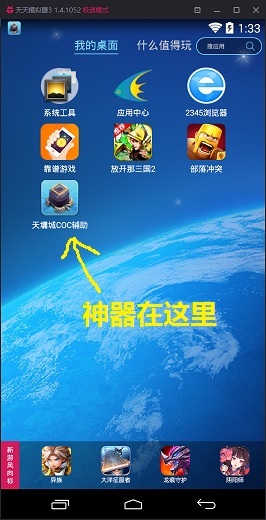 天天模拟器3 1.4.1052 极速模式
1:33
我的桌面 什么值得玩 搜应用
系统工具 应用中心 2345浏览器
靠谱游戏 放开那三国2 部落冲突
天墉城COC辅助
神器在这里
新游风向标
异族 大洋征服者 龙魂守护 阴阳师